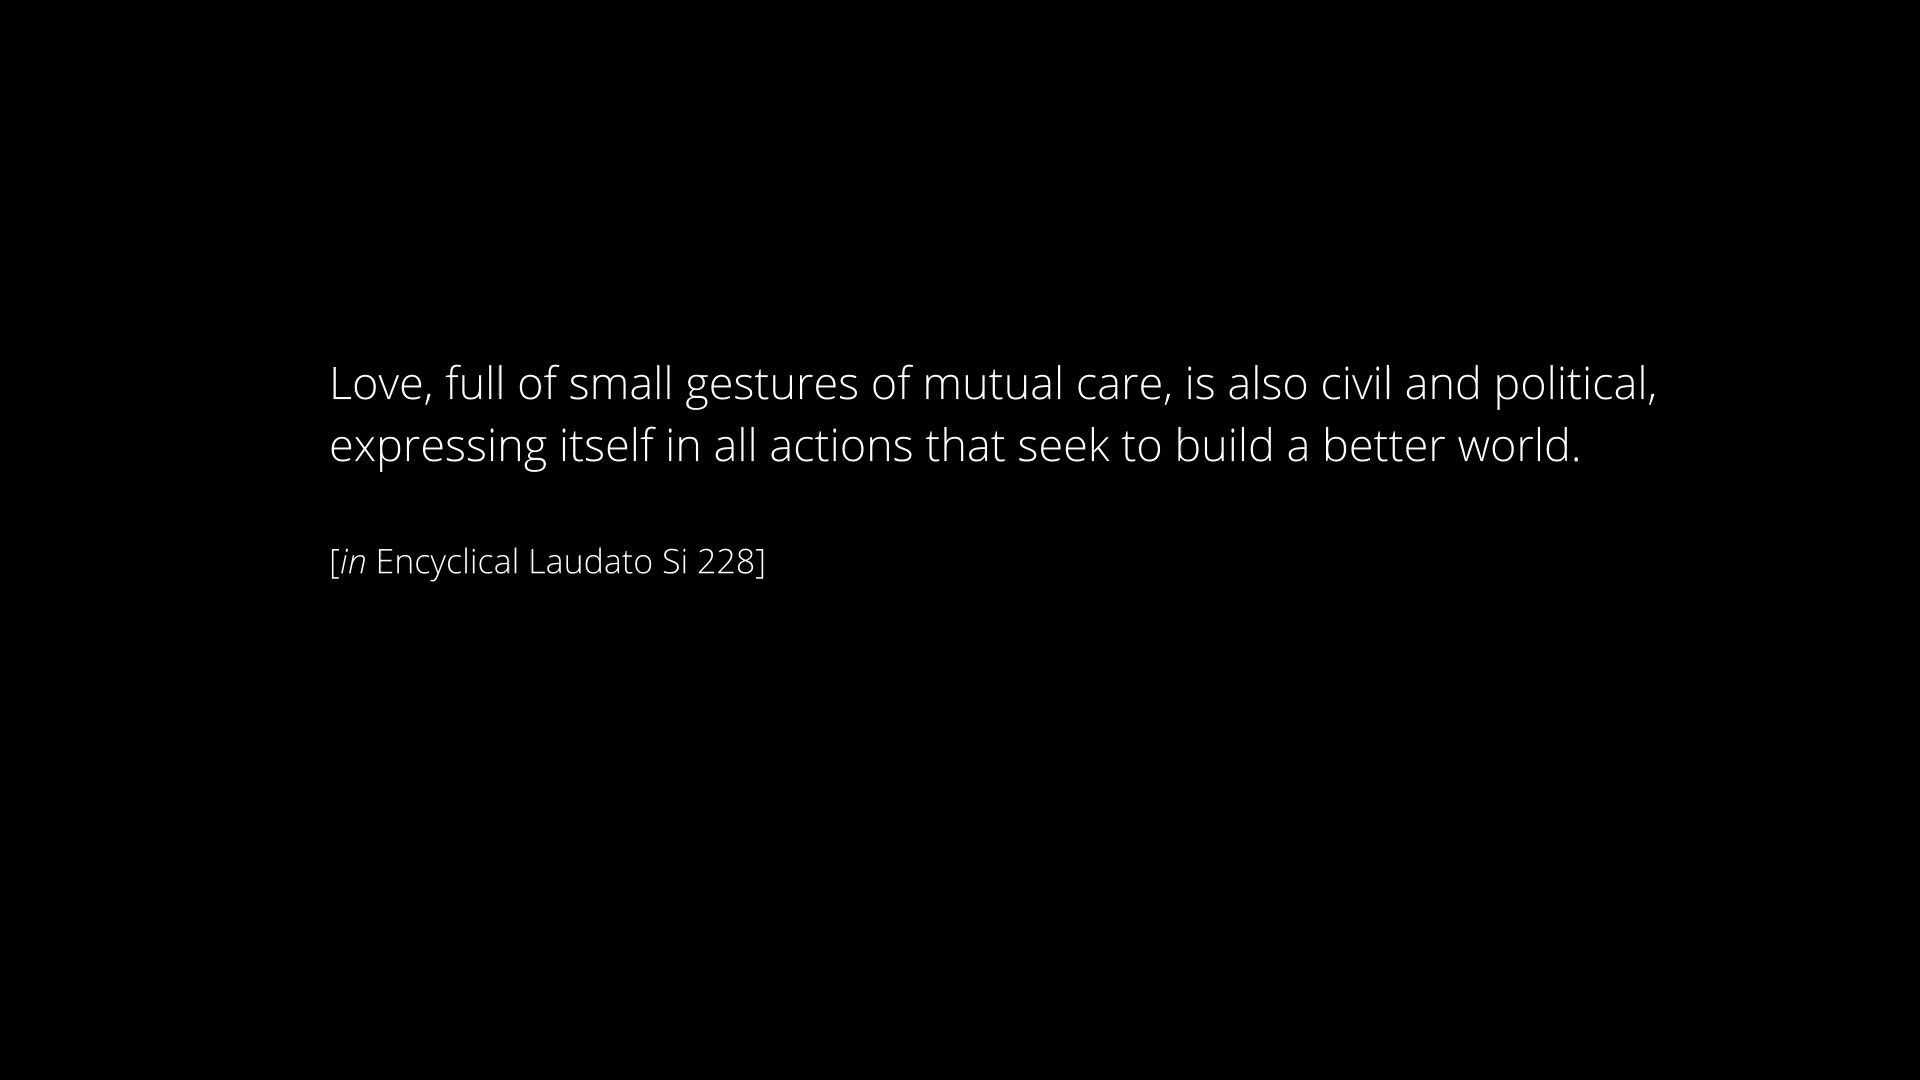 Love, full of small gestures of mutual care, is also civil and political,
expressing itself in all actions that seek to build a better world.
[in Encyclical Laudato Si 228]